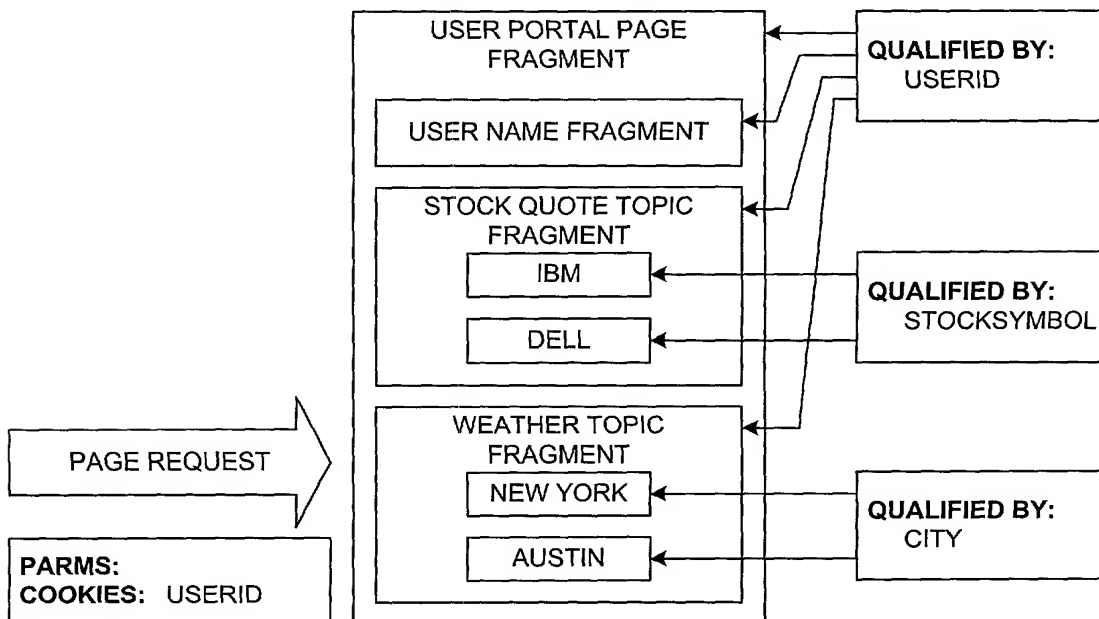 USER PORTAL PAGE
FRAGMENT
USER NAME FRAGMENT
STOCK QUOTE TOPIC
FRAGMENT
IBM
DELL
WEATHER TOPIC
FRAGMENT
NEW YORK
AUSTIN
QUALIFIED BY:
USERID
QUALIFIED BY:
STOCKSYMBOL
QUALIFIED BY:
CITY
PAGE REQUEST
PARMS:
COOKIES: USERID